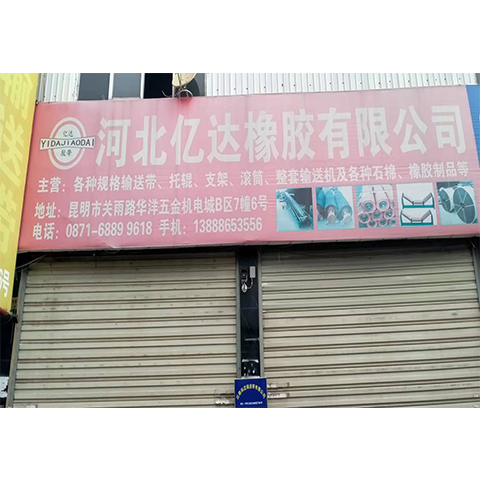 亿达
YIDAJIAODAI
胶带
河北亿达橡胶有限公司
主营：各种规格输送带、托辊、支架、滚筒、整套输送机及各种石棉、橡胶制品等
地址：昆明市关雨路华洋五金机电城B区7幢6号
电话：0871-6889 9618 手机：13888653556